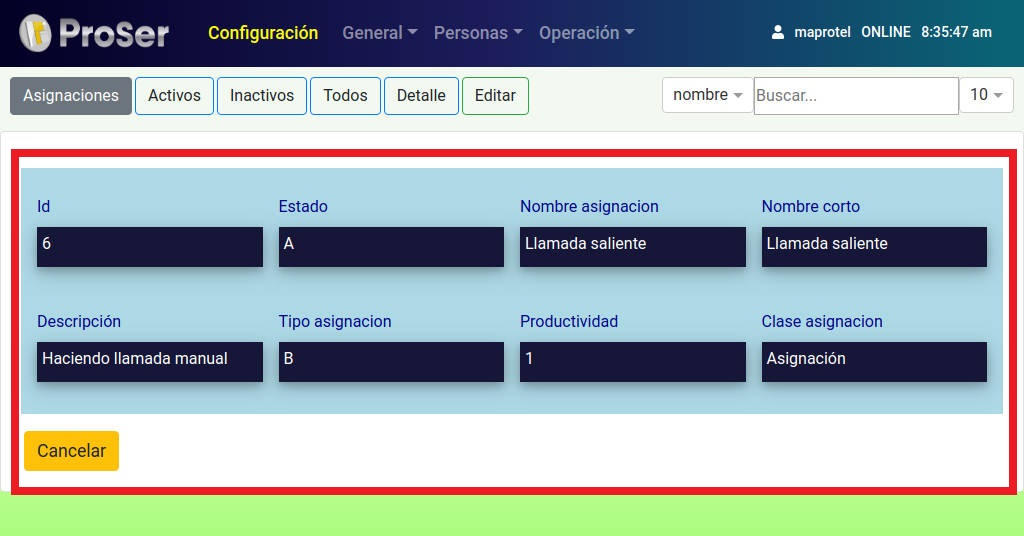 ProSer Configuración General Personas Operación maprotel ONLINE 8:35:47 am
Asignaciones Activos Inactivos Todos Detalle Editar nombre Buscar... 10
Id Estado Nombre asignacion Nombre corto
6 A Llamada saliente Llamada saliente
Descripción Tipo asignacion Productividad Clase asignacion
Haciendo llamada manual B 1 Asignación
Cancelar